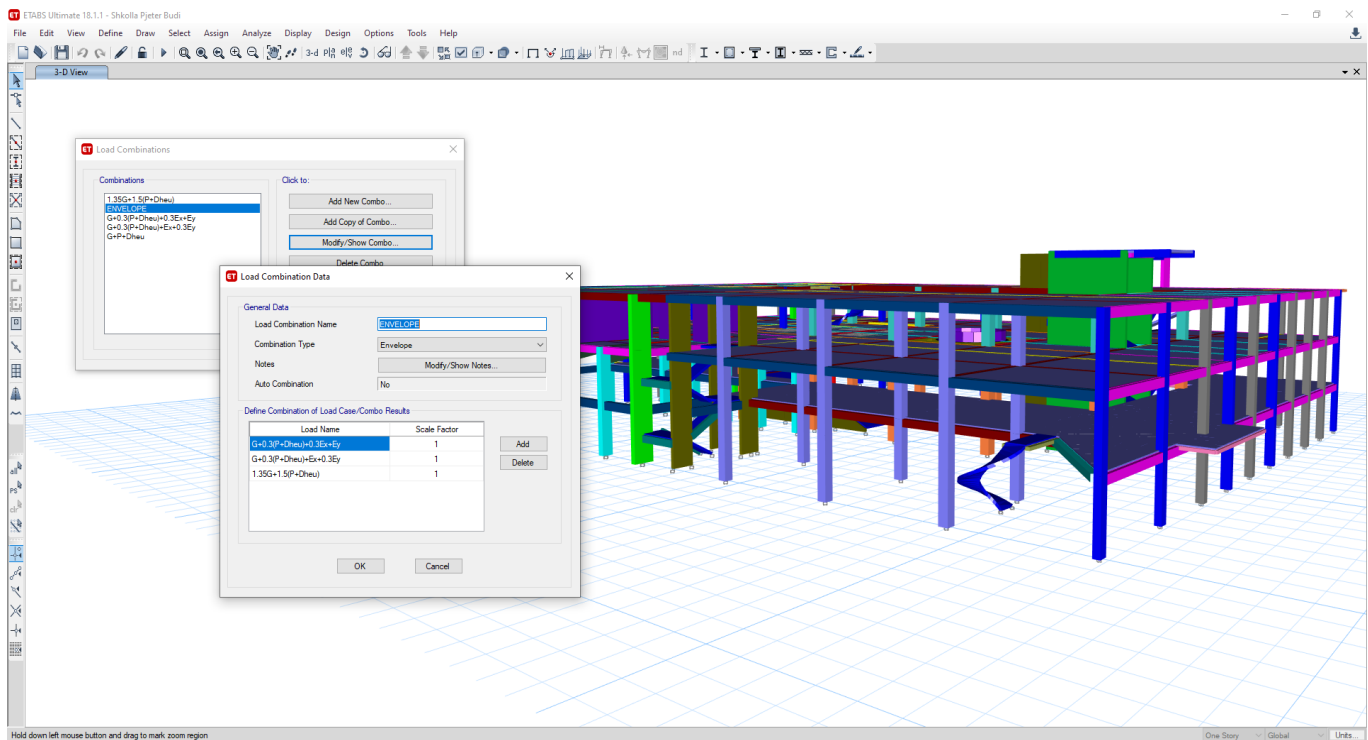 ETABS Ultimate 18.1.1 - Shkolla Pjeter Budi
File Edit View Define Draw Select Assign Analyze Display Design Options Tools Help
3-d
nd
3-D View
Load Combinations
Combinations
Click to:
1.35G+1.5(P+Dheu)
ENVELOPE
G+0.3(P+Dheu)+0.3Ex+Ey
G+0.3(P+Dheu)+Ex+0.3Ey
G+P+Dheu
Add New Combo...
Add Copy of Combo...
Modify/Show Combo...
Delete Combo
Load Combination Data
General Data
Load Combination Name ENVELOPE
Combination Type Envelope
Notes Modify/Show Notes...
Auto Combination No
Define Combination of Load Case/Combo Results
Load Name Scale Factor
G+0.3(P+Dheu)+0.3Ex+Ey 1
G+0.3(P+Dheu)+Ex+0.3Ey 1
1.35G+1.5(P+Dheu) 1
Add
Delete
OK Cancel
all
PS
clr
Hold down left mouse button and drag to mark zoom region
One Story Global Units...